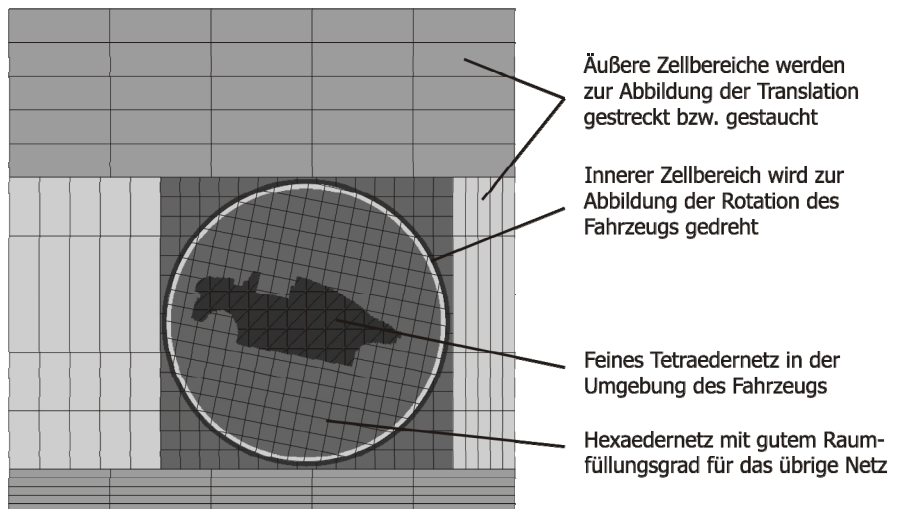 Äußere Zellbereiche werden
zur Abbildung der Translation
gestreckt bzw. gestaucht
Innerer Zellbereich wird zur
Abbildung der Rotation des
Fahrzeugs gedreht
Feines Tetraedernetz in der
Umgebung des Fahrzeugs
Hexaedernetz mit gutem Raum-
füllungsgrad für das übrige Netz